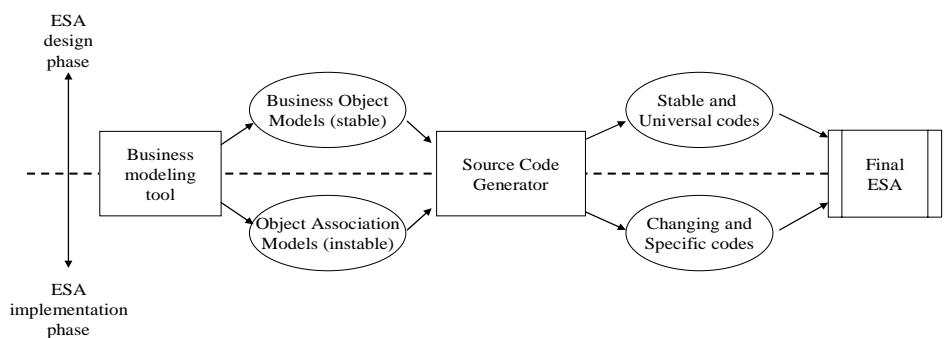 ESA
design
phase
Business Object
Models (stable)
Stable and
Universal codes
Business
modeling
tool
Source Code
Generator
Final
ESA
Object Association
Models (instable)
Changing and
Specific codes
ESA
implementation
phase